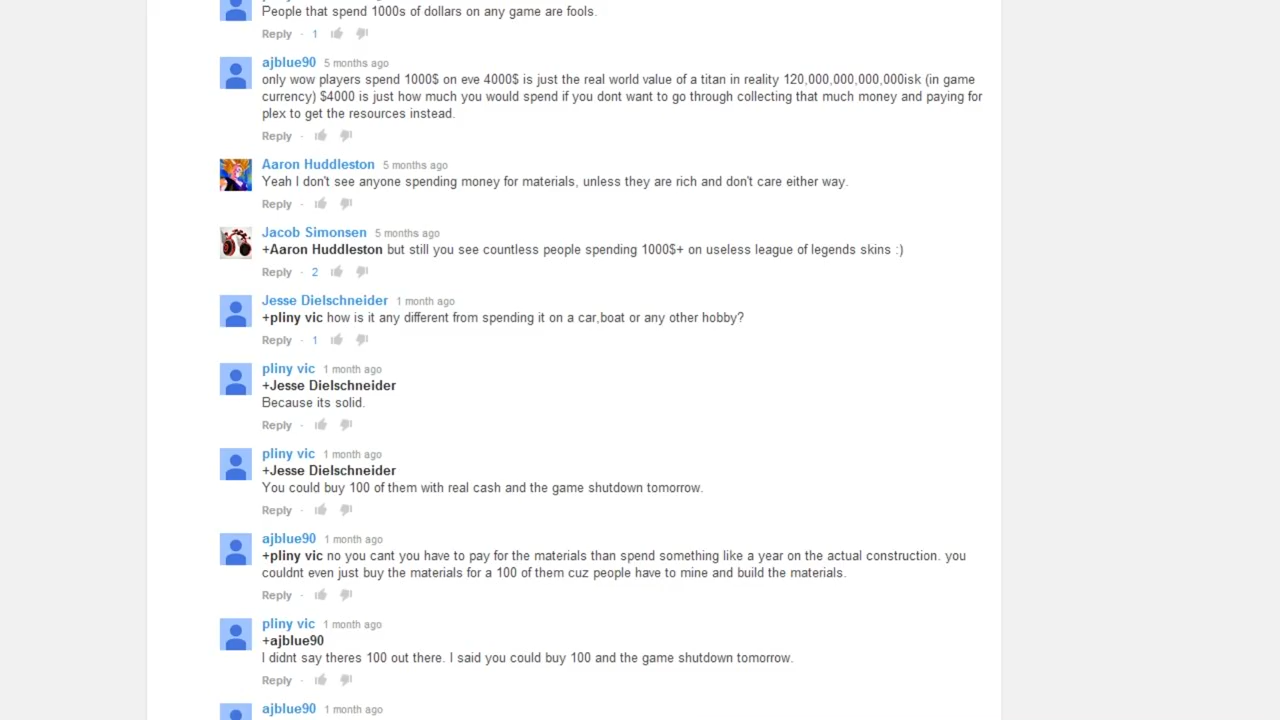 People that spend 1000s of dollars on any game are fools.
Reply · 1
ajblue90 5 months ago
only wow players spend 1000$ on eve 4000$ is just the real world value of a titan in reality 120,000,000,000,000isk (in game
currency) $4000 is just how much you would spend if you dont want to go through collecting that much money and paying for
plex to get the resources instead.
Reply ·
Aaron Huddleston 5 months ago
Yeah I don't see anyone spending money for materials, unless they are rich and don't care either way.
Reply ·
Jacob Simonsen 5 months ago
+Aaron Huddleston but still you see countless people spending 1000$+ on useless league of legends skins :)
Reply · 2
Jesse Dielschneider 1 month ago
+pliny vic how is it any different from spending it on a car,boat or any other hobby?
Reply · 1
pliny vic 1 month ago
+Jesse Dielschneider
Because its solid.
Reply ·
pliny vic 1 month ago
+Jesse Dielschneider
You could buy 100 of them with real cash and the game shutdown tomorrow.
Reply ·
ajblue90 1 month ago
+pliny vic no you cant you have to pay for the materials than spend something like a year on the actual construction. you
couldnt even just buy the materials for a 100 of them cuz people have to mine and build the materials.
Reply ·
pliny vic 1 month ago
+ajblue90
I didnt say theres 100 out there. I said you could buy 100 and the game shutdown tomorrow.
Reply ·
ajblue90 1 month ago